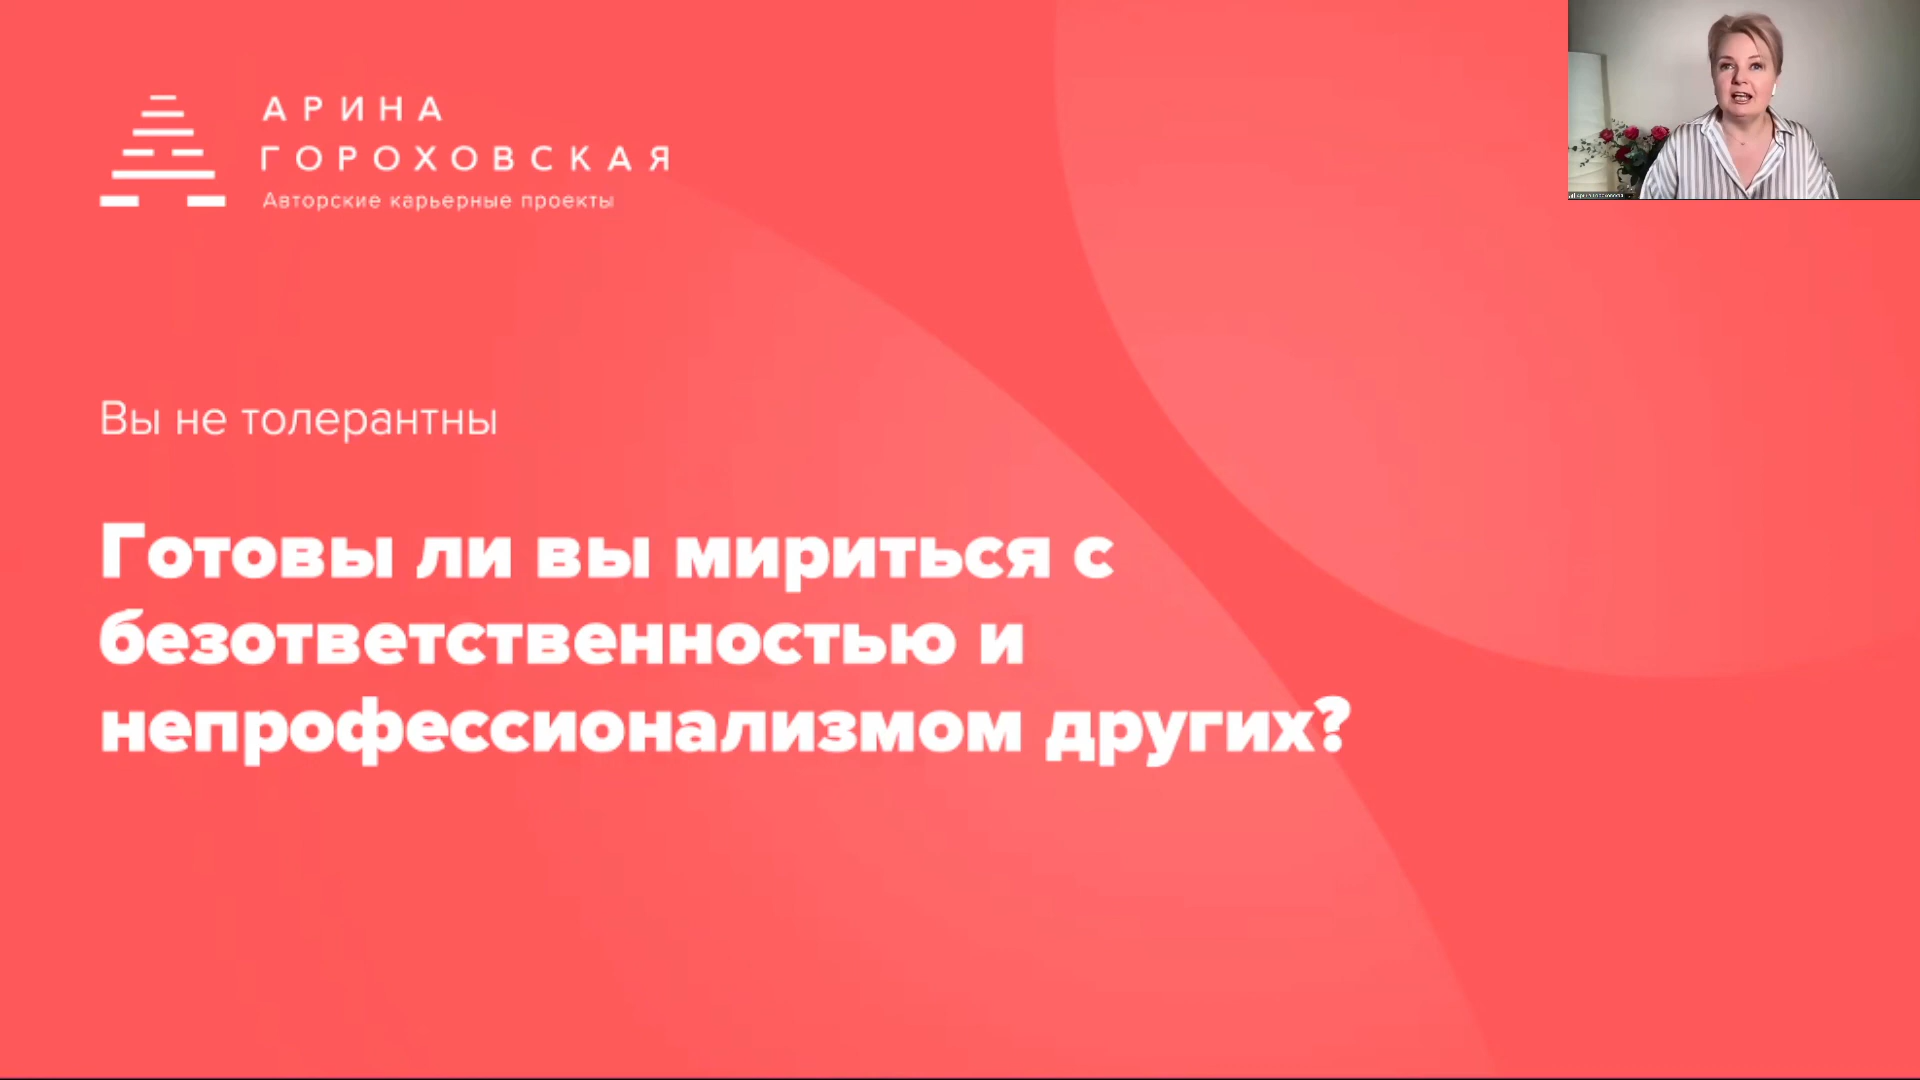 АРИНА
ГОРОХОВСКАЯ
Авторские карьерные проекты
Вы не толерантны
Готовы ли вы мириться с
безответственностью и
непрофессионализмом других?